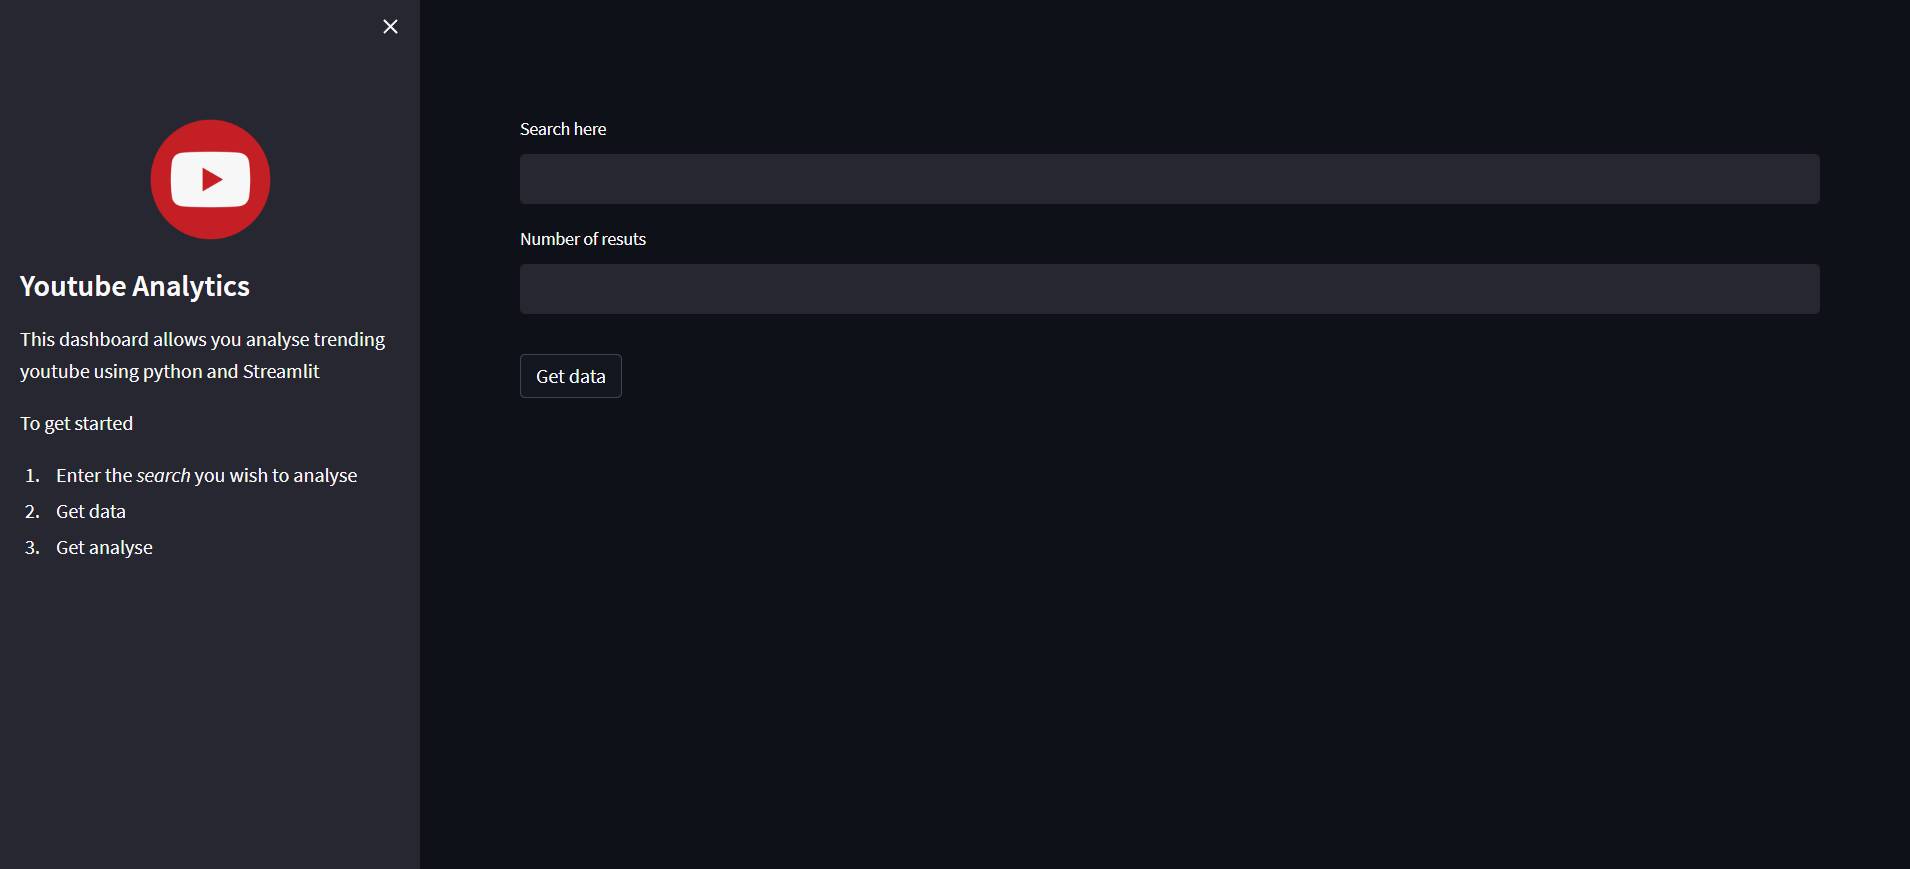 Youtube Analytics
This dashboard allows you analyse trending
youtube using python and Streamlit
To get started
1. Enter the search you wish to analyse
2. Get data
3. Get analyse
Search here
Number of resuts
Get data